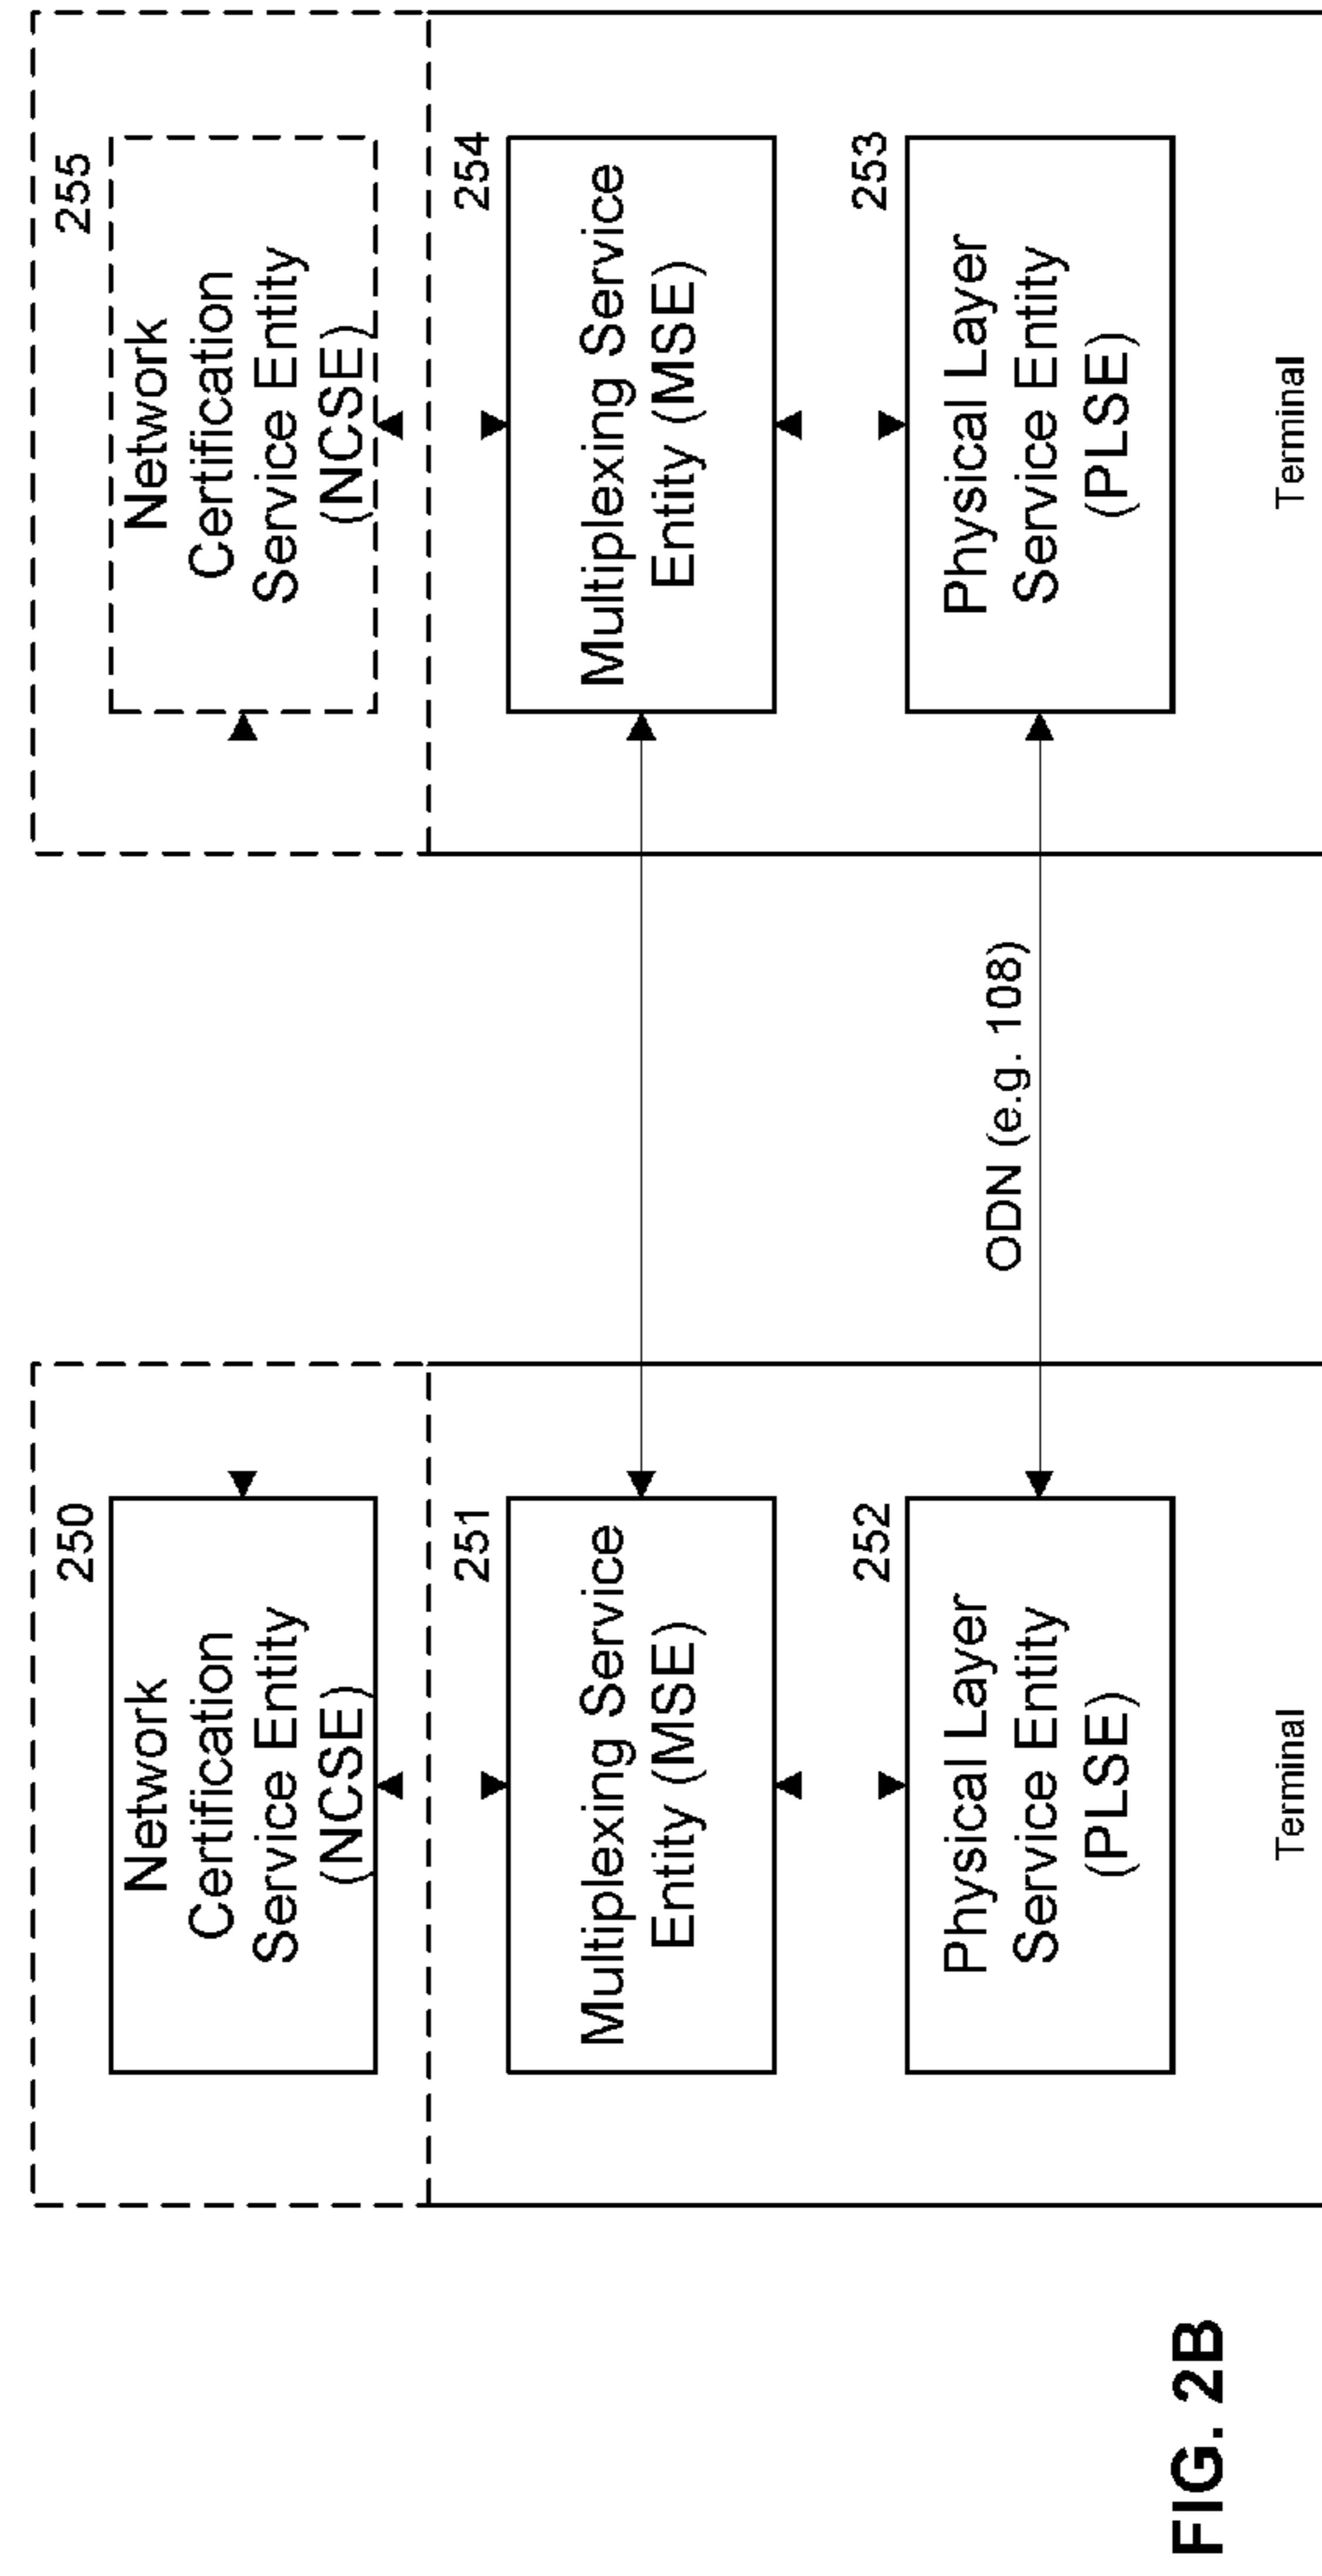 250
Network
Certification
Service Entity
(NCSE)
255
Network
Certification
Service Entity
(NCSE)
251
Multiplexing Service
Entity (MSE)
254
Multiplexing Service
Entity (MSE)
252
Physical Layer
Service Entity
(PLSE)
ODN (e.g. 108)
253
Physical Layer
Service Entity
(PLSE)
Terminal
Terminal
FIG. 2B